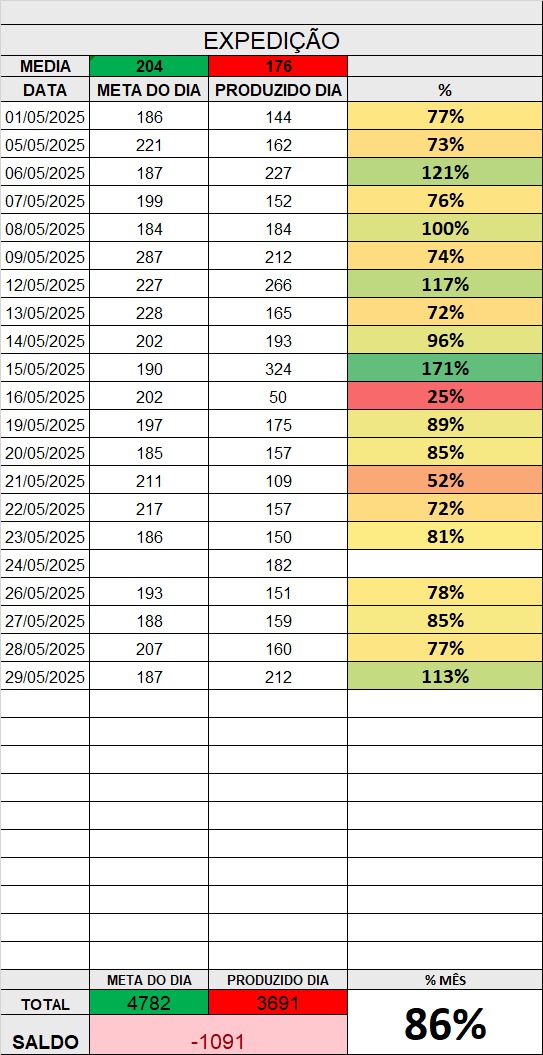 EXPEDIÇÃO
MEDIA 204 176
DATA META DO DIA PRODUZIDO DIA %
01/05/2025 186 144 77%
05/05/2025 221 162 73%
06/05/2025 187 227 121%
07/05/2025 199 152 76%
08/05/2025 184 184 100%
09/05/2025 287 212 74%
12/05/2025 227 266 117%
13/05/2025 228 165 72%
14/05/2025 202 193 96%
15/05/2025 190 324 171%
16/05/2025 202 50 25%
19/05/2025 197 175 89%
20/05/2025 185 157 85%
21/05/2025 211 109 52%
22/05/2025 217 157 72%
23/05/2025 186 150 81%
24/05/2025 182
26/05/2025 193 151 78%
27/05/2025 188 159 85%
28/05/2025 207 160 77%
29/05/2025 187 212 113%
META DO DIA PRODUZIDO DIA % MÊS
TOTAL 4782 3691 86%
SALDO -1091